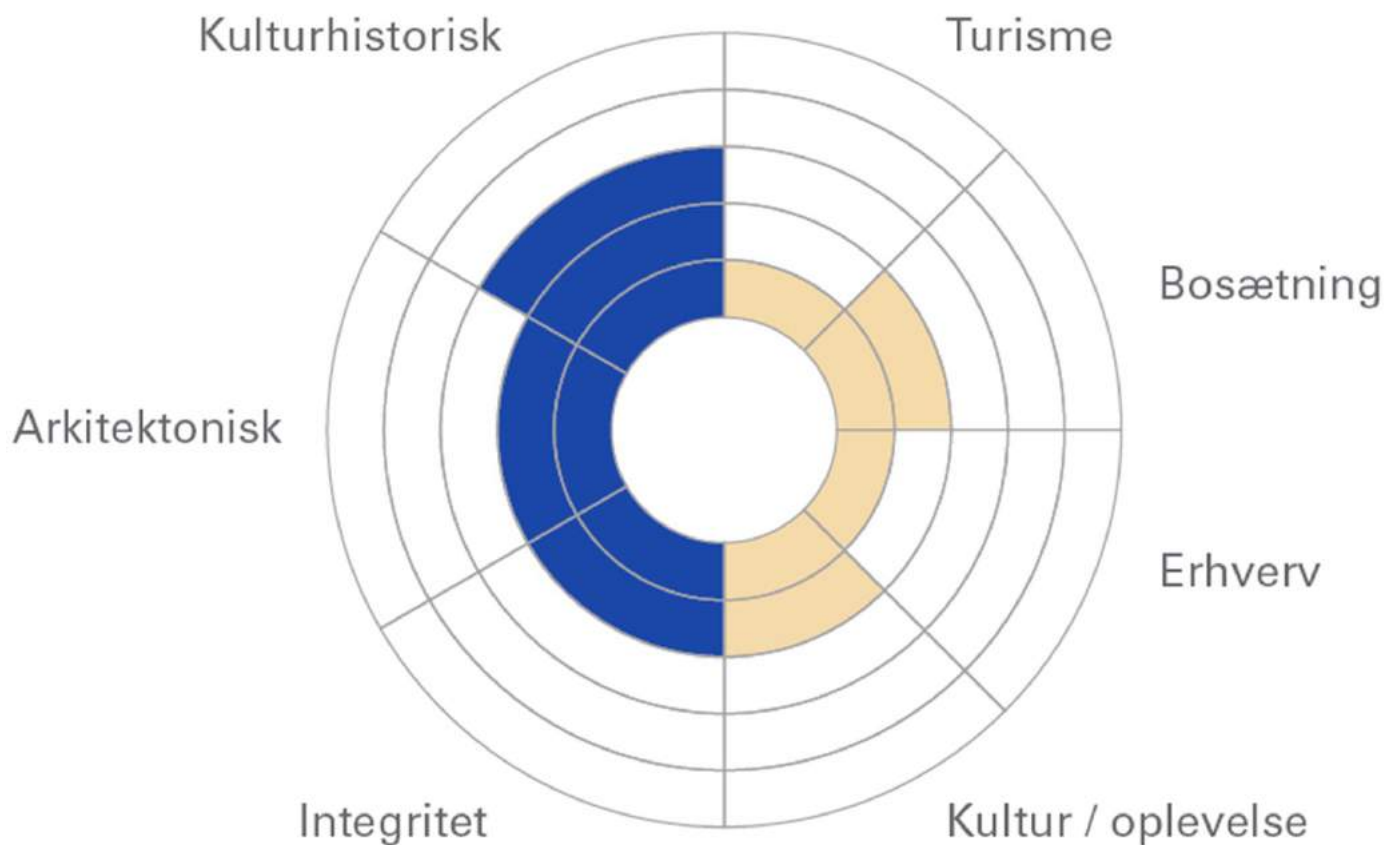 Kulturhistorisk
Turisme
Bosætning
Arkitektonisk
Erhverv
Integritet
Kultur / oplevelse